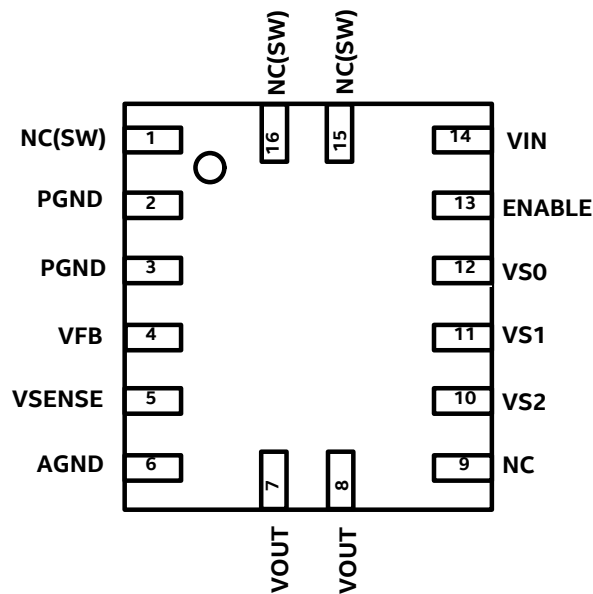 NC(SW)
NC(SW)
16
15
NC(SW)
1
14
VIN
PGND
2
13
ENABLE
PGND
3
12
VS0
VFB
4
11
VS1
VSENSE
5
10
VS2
AGND
6
9
NC
7
8
VOUT
VOUT